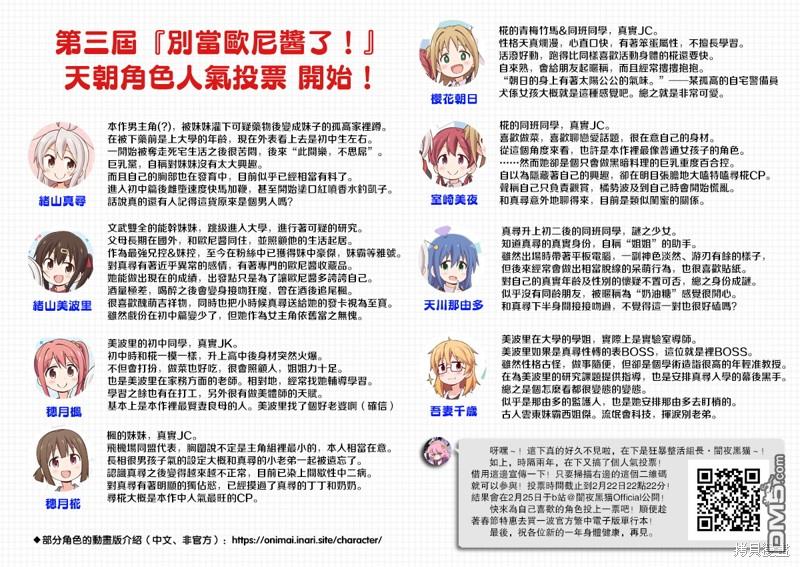 第三屆『別當歐尼醬了！』
天朝角色人氣投票 開始！
緒山真尋
本作男主角(?)，被妹妹灌下可疑藥物後變成妹子的孤高家裡蹲。
在被下藥前是上大學的年齡，現在外表看上去是初中生左右。
一開始被奪走死宅生活之後很苦悶，後來“此間樂，不思屌”。
巨乳黨，自稱對妹妹沒有太大興趣。
而且自己的胸部也在發育中，目前似乎已經相當有料了。
進入初中篇後雌墮速度快馬加鞭，甚至開始塗口紅噴香水釣凱子。
話說真的還有人記得這貨原來是個男人嗎？
緒山美波里
文武雙全的能幹妹妹，跳級進入大學，進行著可疑的研究。
父母長期在國外，和歐尼醬同住，並照顧他的生活起居。
作為最強兄控&妹控，至今在粉絲中已獲得妹中豪傑、妹霸等雅號。
對真尋有著近乎異常的感情，有著專門的歐尼醬收藏品。
她能做出現在的成績，出發點只是為了讓歐尼醬多誇誇自己。
酒量極差，喝醉之後會變身接吻狂魔，曾在酒後追尾楓。
很喜歡醜萌吉祥物，同時也把小時候真尋送給她的發卡視為至寶。
雖然戲份在初中篇變少了，但她作為女主角依舊當之無愧。
穗月楓
美波里的初中同學，真實JK。
初中時和椛一模一樣，升上高中後身材突然火爆。
不但會打扮，做菜也好吃，很會照顧人，姐姐力十足。
也是美波里在家務方面的老師。相對地，經常找她輔導學習。
學習之餘也有在打工，另外很有做美體師的天賦。
基本上是本作裡最賢妻良母的人。美波里找了個好老婆啊（確信）
穗月椛
楓的妹妹，真實JC。
飛機場同盟代表，胸圍說不定是主角組裡最小的，本人相當在意。
長相很男孩子氣的設定大概和真尋的小老弟一起被遺忘了。
認識真尋之後變得越來越不正常，目前已染上間歇性中二病。
對真尋有著明顯的獨佔慾，已經摸過了真尋的丁丁和奶奶。
尋椛大概是本作中人氣最旺的CP。
◆部分角色的動畫版介紹（中文、非官方）：https://onimai.inari.site/character/
櫻花朝日
椛的青梅竹馬&同班同學，真實JC。
性格天真爛漫，心直口快，有著笨蛋屬性，不擅長學習。
活潑好動，跑得比同樣喜歡活動身體的椛還要快。
自來熟，會給朋友起暱稱，而且經常摟摟抱抱。
“朝日的身上有著太陽公公的氣味。”——某孤高的自宅警備員
犬係女孩大概就是這種感覺吧。總之就是非常可愛。
室崎美夜
椛的同班同學，真實JC。
喜歡做菜，喜歡聊戀愛話題，很在意自己的身材。
從這個角度來看，也許是本作裡最像普通女孩子的角色。
……然而她卻是個只會做黑暗料理的巨乳重度百合控。
自以為隱藏著自己的興趣，卻在明目張膽地大嗑特嗑尋椛CP。
聲稱自己只負責觀賞，橘勢波及到自己時會開始慌亂。
和真尋意外地聊得來，目前是類似閨蜜的關係。
天川那由多
真尋升上初二後的同班同學，謎之少女。
知道真尋的真實身份，自稱“姐姐”的助手。
雖然出場時帶著平板電腦，一副神色淡然、游刃有餘的樣子，
但後來經常會做出相當脫線的呆萌行為，也很喜歡貼紙。
對自己的真實年齡及性別的懷疑不置可否，總之身份成謎。
似乎沒有同齡朋友，被暱稱為“奶油糖”感覺很開心。
和真尋下半身間接接吻過，不覺得這一對也很好嗑嗎？
吾妻千歲
美波里在大學的學姐，實際上是實驗室導師。
美波里如果是真尋性轉的表BOSS，這位就是裡BOSS。
雖然性格古怪，做事隨便，但卻是個學術造詣很高的年輕准教授。
在為美波里的研究課題提供指導，也是安排真尋入學的幕後黑手。
總之是個怎麼看都很變態的變態。
似乎是那由多的監護人，也是她安排那由多去盯梢的。
古人雲東妹霸西姐傑。流氓會科技，揮淚別老弟。
呀嘿～！這下真的好久不見啦，在下是狂暴整活組長・闇夜黑貓～！
如上，時隔兩年，在下又搞了個人氣投票！
借用這邊宣傳一下！只要掃描右邊的這個二維碼
就可以參與！投票時間截止到2月22日22點22分！
結果會在2月25日于b站@闇夜黑猫Official公開！
快來為自己喜歡的角色投上一票吧！順便趁
著春節特惠去買一波官方繁中電子版單行本！
最後，祝各位新的一年身體健康，再見。
DM5.com
拷貝漫畫